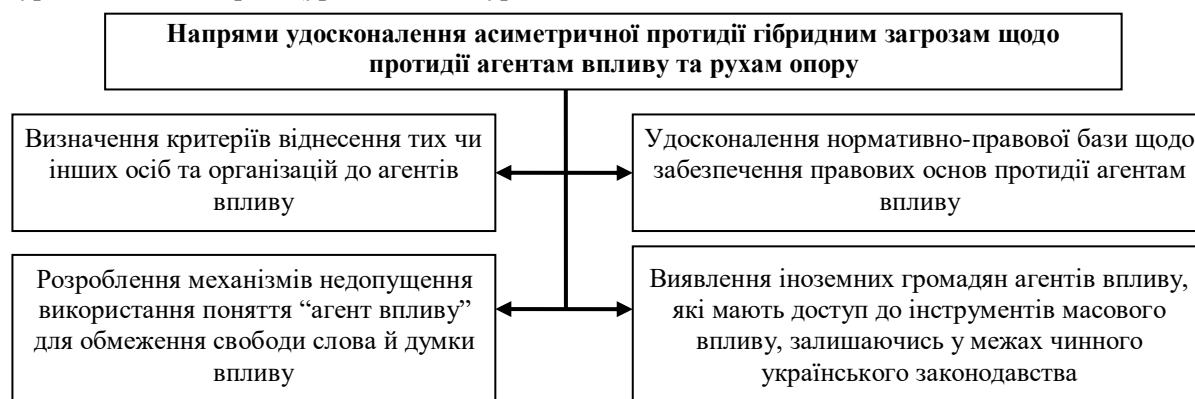 Напрями удосконалення асиметричної протидії гібридним загрозам щодо
протидії агентам впливу та рухам опору
Визначення критеріїв віднесення тих чи
інших осіб та організацій до агентів
впливу
Удосконалення нормативно-правової бази щодо
забезпечення правових основ протидії агентам
впливу
Розроблення механізмів недопущення
використання поняття “агент впливу”
для обмеження свободи слова й думки
впливу
Виявлення іноземних громадян агентів впливу,
які мають доступ до інструментів масового
впливу, залишаючись у межах чинного
українського законодавства